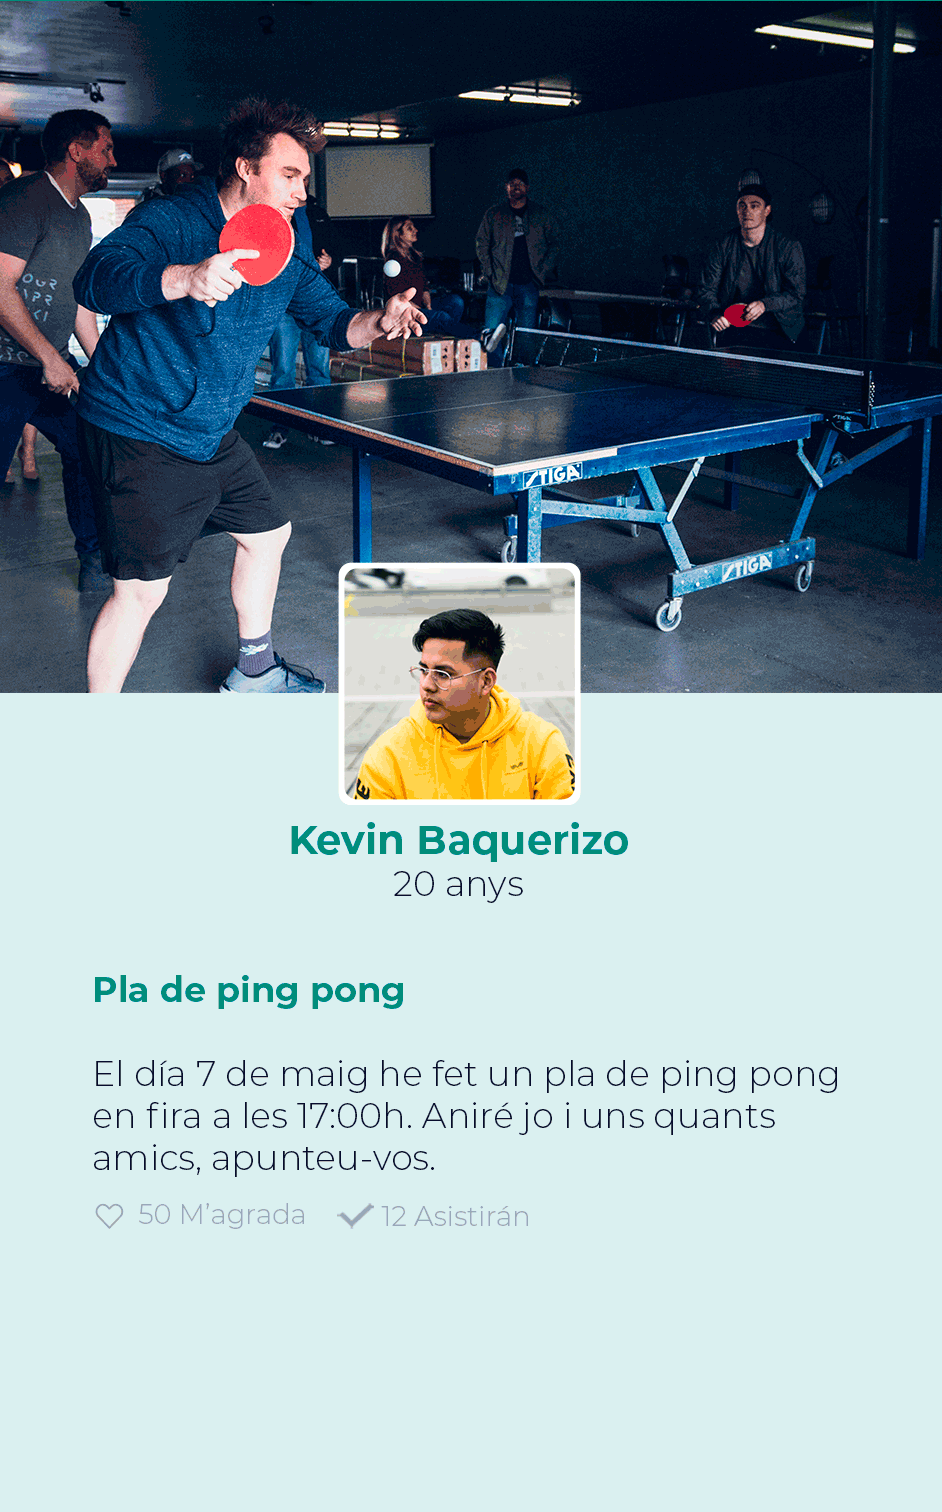 STIGA
STIGA
Kevin Baquerizo
20 anys
Pla de ping pong
El día 7 de maig he fet un pla de ping pong
en fira a les 17:00h. Aniré jo i uns quants
amics, apunteu-vos.
50 M’agrada 12 Asistirán